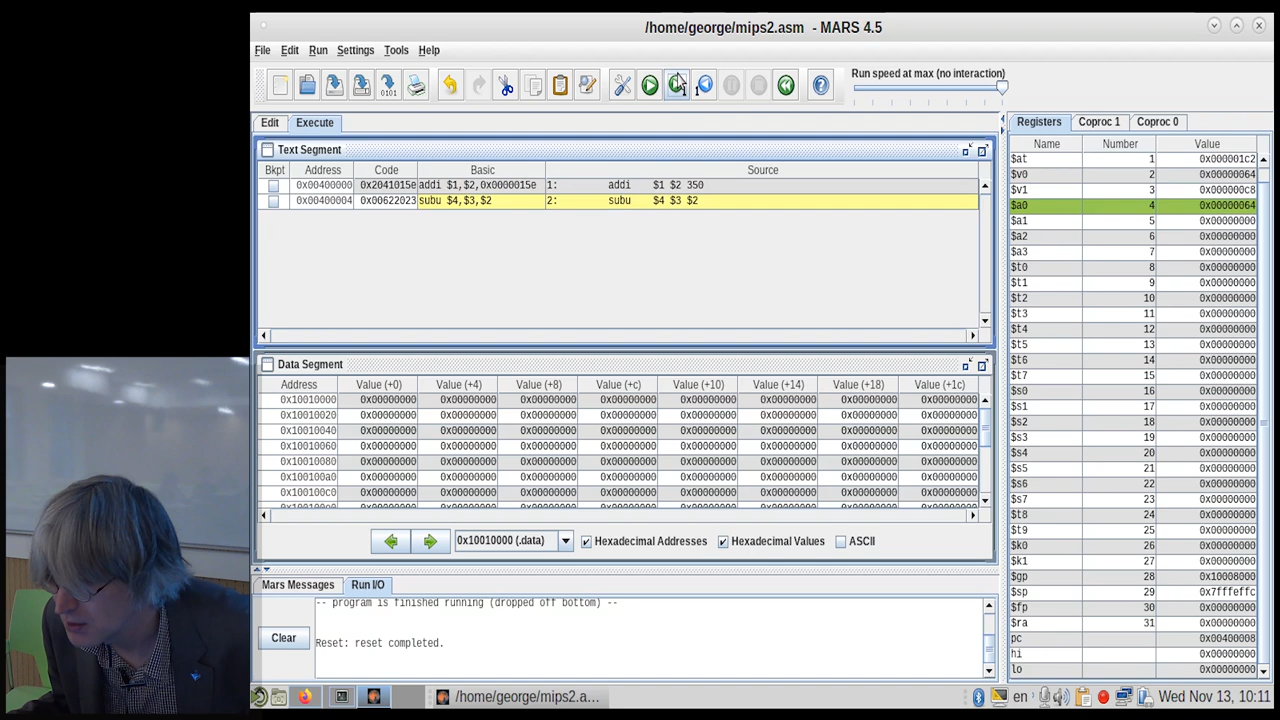 /home/george/mips2.asm - MARS 4.5
File Edit Run Settings Tools Help
Run speed at max (no interaction)
Edit Execute
Text Segment
Bkpt Address Code Basic Source
0x00400000 0x2041015e addi $1,$2,0x0000015e 1: addi $1 $2 350
0x00400004 0x00622023 subu $4,$3,$2 2: subu $4 $3 $2
Data Segment
Address Value (+0) Value (+4) Value (+8) Value (+c) Value (+10) Value (+14) Value (+18) Value (+1c)
0x10010000 0x00000000 0x00000000 0x00000000 0x00000000 0x00000000 0x00000000 0x00000000 0x00000000
0x10010020 0x00000000 0x00000000 0x00000000 0x00000000 0x00000000 0x00000000 0x00000000 0x00000000
0x10010040 0x00000000 0x00000000 0x00000000 0x00000000 0x00000000 0x00000000 0x00000000 0x00000000
0x10010060 0x00000000 0x00000000 0x00000000 0x00000000 0x00000000 0x00000000 0x00000000 0x00000000
0x10010080 0x00000000 0x00000000 0x00000000 0x00000000 0x00000000 0x00000000 0x00000000 0x00000000
0x100100a0 0x00000000 0x00000000 0x00000000 0x00000000 0x00000000 0x00000000 0x00000000 0x00000000
0x100100c0 0x00000000 0x00000000 0x00000000 0x00000000 0x00000000 0x00000000 0x00000000 0x00000000
0x10010000 (.data) Hexadecimal Addresses Hexadecimal Values ASCII
Mars Messages Run I/O
-- program is finished running (dropped off bottom) --
Reset: reset completed.
Clear
Registers Coproc 1 Coproc 0
Name Number Value
$at 1 0x000001c2
$v0 2 0x00000064
$v1 3 0x000000c8
$a0 4 0x00000064
$a1 5 0x00000000
$a2 6 0x00000000
$a3 7 0x00000000
$t0 8 0x00000000
$t1 9 0x00000000
$t2 10 0x00000000
$t3 11 0x00000000
$t4 12 0x00000000
$t5 13 0x00000000
$t6 14 0x00000000
$t7 15 0x00000000
$s0 16 0x00000000
$s1 17 0x00000000
$s2 18 0x00000000
$s3 19 0x00000000
$s4 20 0x00000000
$s5 21 0x00000000
$s6 22 0x00000000
$s7 23 0x00000000
$t8 24 0x00000000
$t9 25 0x00000000
$k0 26 0x00000000
$k1 27 0x00000000
$gp 28 0x10008000
$sp 29 0x7fffeffc
$fp 30 0x00000000
$ra 31 0x00000000
pc 0x00400008
hi 0x00000000
lo 0x00000000
/home/george/mips2.a... en Wed Nov 13, 10:11